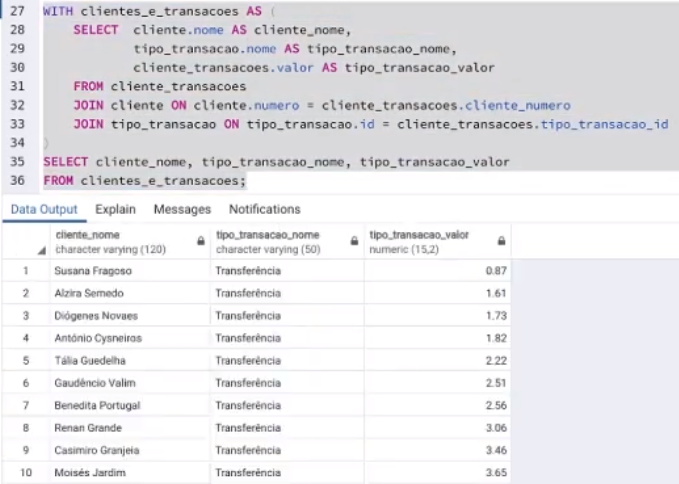 27 WITH clientes_e_transacoes AS (
28 SELECT cliente.nome AS cliente_nome,
29 tipo_transacao.nome AS tipo_transacao_nome,
30 cliente_transacoes.valor AS tipo_transacao_valor
31 FROM cliente_transacoes
32 JOIN cliente ON cliente.numero = cliente_transacoes.cliente_numero
33 JOIN tipo_transacao ON tipo_transacao.id = cliente_transacoes.tipo_transacao_id
34 )
35 SELECT cliente_nome, tipo_transacao_nome, tipo_transacao_valor
36 FROM clientes_e_transacoes;
Data Output Explain Messages Notifications
cliente_nome tipo_transacao_nome tipo_transacao_valor
character varying (120) character varying (50) numeric (15,2)
1 Susana Fragoso Transferência 0.87
2 Alzira Semedo Transferência 1.61
3 Diógenes Novaes Transferência 1.73
4 António Cysneiros Transferência 1.82
5 Tália Guedelha Transferência 2.22
6 Gaudêncio Valim Transferência 2.51
7 Benedita Portugal Transferência 2.56
8 Renan Grande Transferência 3.06
9 Casimiro Granjeia Transferência 3.46
10 Moisés Jardim Transferência 3.65